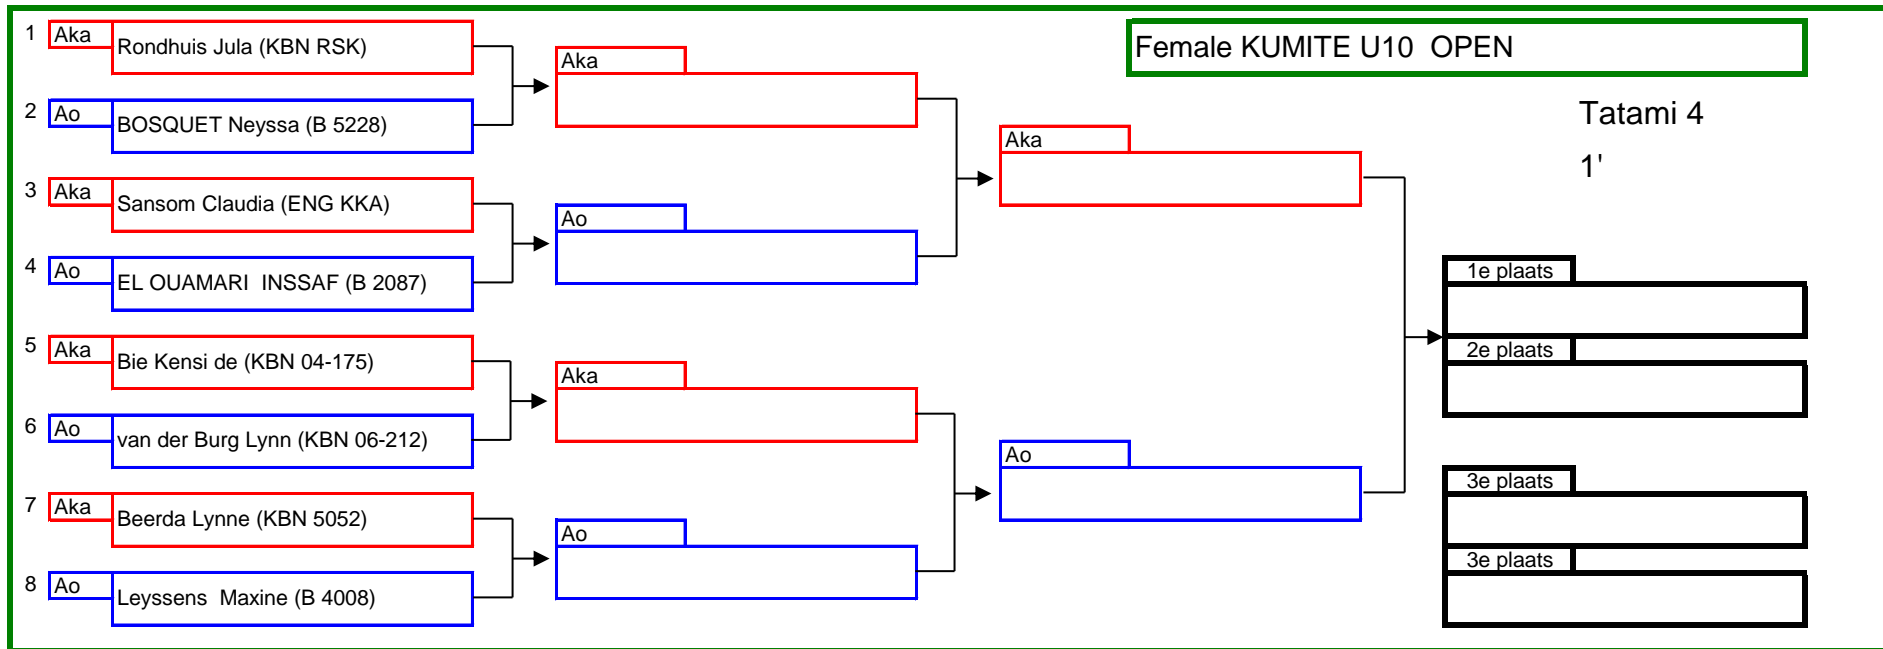 Female KUMITE U10  OPEN
Tatami 4
1'
1 Aka
Rondhuis Jula (KBN RSK)
2 Ao
BOSQUET Neyssa (B 5228)
3 Aka
Sansom Claudia (ENG KKA)
4 Ao
EL OUAMARI  INSSAF (B 2087)
5 Aka
Bie Kensi de (KBN 04-175)
6 Ao
van der Burg Lynn (KBN 06-212)
7 Aka
Beerda Lynne (KBN 5052)
8 Ao
Leyssens  Maxine (B 4008)
Aka
Ao
Aka
Ao
Aka
Ao
1e plaats
2e plaats
3e plaats
3e plaats